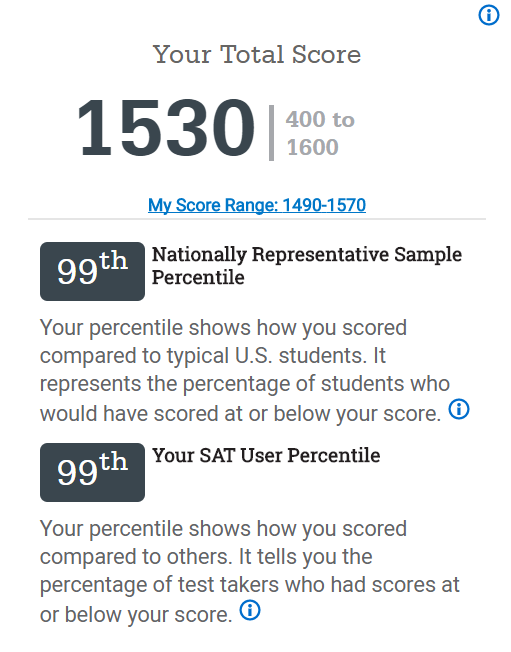 Your Total Score
1530
400 to
1600
My Score Range: 1490-1570
99th
Nationally Representative Sample
Percentile
Your percentile shows how you scored
compared to typical U.S. students. It
represents the percentage of students who
would have scored at or below your score.
99th
Your SAT User Percentile
Your percentile shows how you scored
compared to others. It tells you the
percentage of test takers who had scores at
or below your score.